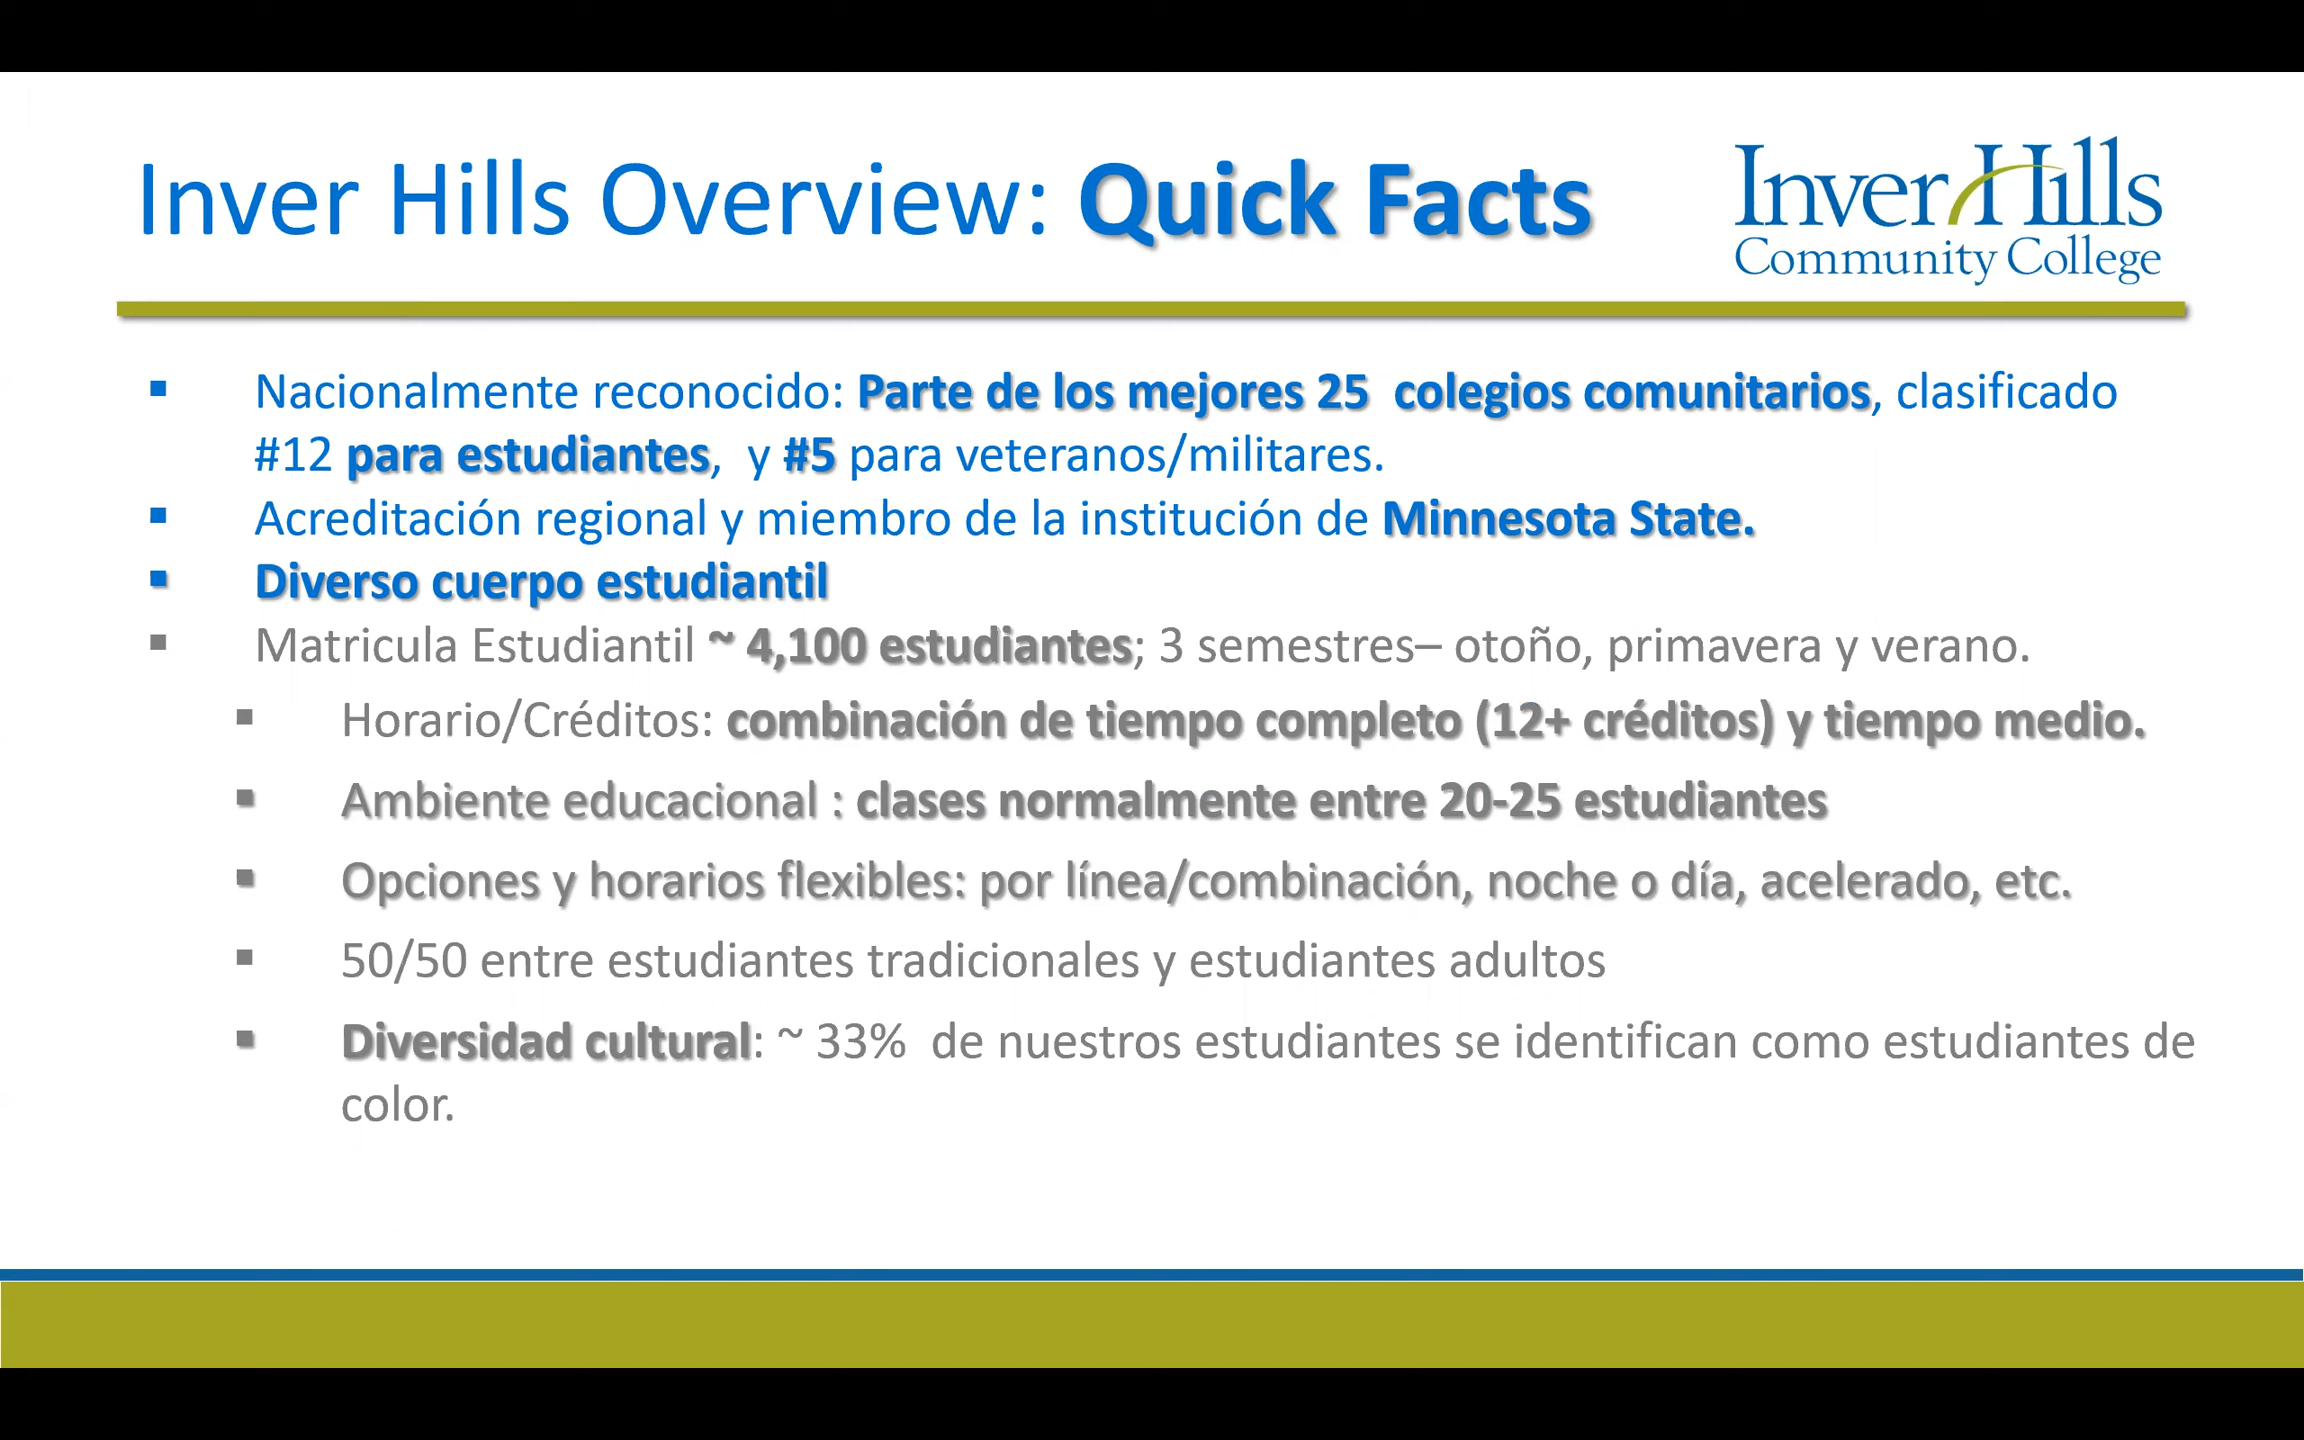 Inver Hills Overview: Quick Facts
Inver Hills
Community College
▪ Nacionalmente reconocido: Parte de los mejores 25  colegios comunitarios, clasificado
#12 para estudiantes,  y #5 para veteranos/militares.
▪ Acreditación regional y miembro de la institución de Minnesota State.
▪ Diverso cuerpo estudiantil
▪ Matricula Estudiantil ~ 4,100 estudiantes; 3 semestres– otoño, primavera y verano.
▪ Horario/Créditos: combinación de tiempo completo (12+ créditos) y tiempo medio.
▪ Ambiente educacional : clases normalmente entre 20-25 estudiantes
▪ Opciones y horarios flexibles: por línea/combinación, noche o día, acelerado, etc.
▪ 50/50 entre estudiantes tradicionales y estudiantes adultos
▪ Diversidad cultural: ~ 33%  de nuestros estudiantes se identifican como estudiantes de
color.